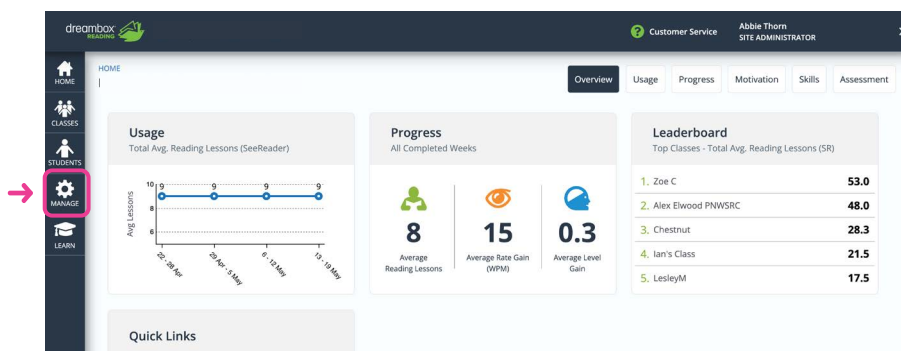 dreambox
READING
? Customer Service
Abbie Thorn
SITE ADMINISTRATOR
HOME
CLASSES
STUDENTS
MANAGE
LEARN
HOME
Overview
Usage
Progress
Motivation
Skills
Assessment
Usage
Total Avg. Reading Lessons (SeeReader)
Avg Lessons
10
8
6
9 9 9 9
22 - 28 Apr
29 Apr - 5 May
6 - 12 May
13 - 19 May
Progress
All Completed Weeks
8
Average
Reading Lessons
15
Average Rate Gain
(WPM)
0.3
Average Level
Gain
Leaderboard
Top Classes - Total Avg. Reading Lessons (SR)
1. Zoe C 53.0
2. Alex Elwood PNWSRC 48.0
3. Chestnut 28.3
4. Ian's Class 21.5
5. LesleyM 17.5
Quick Links